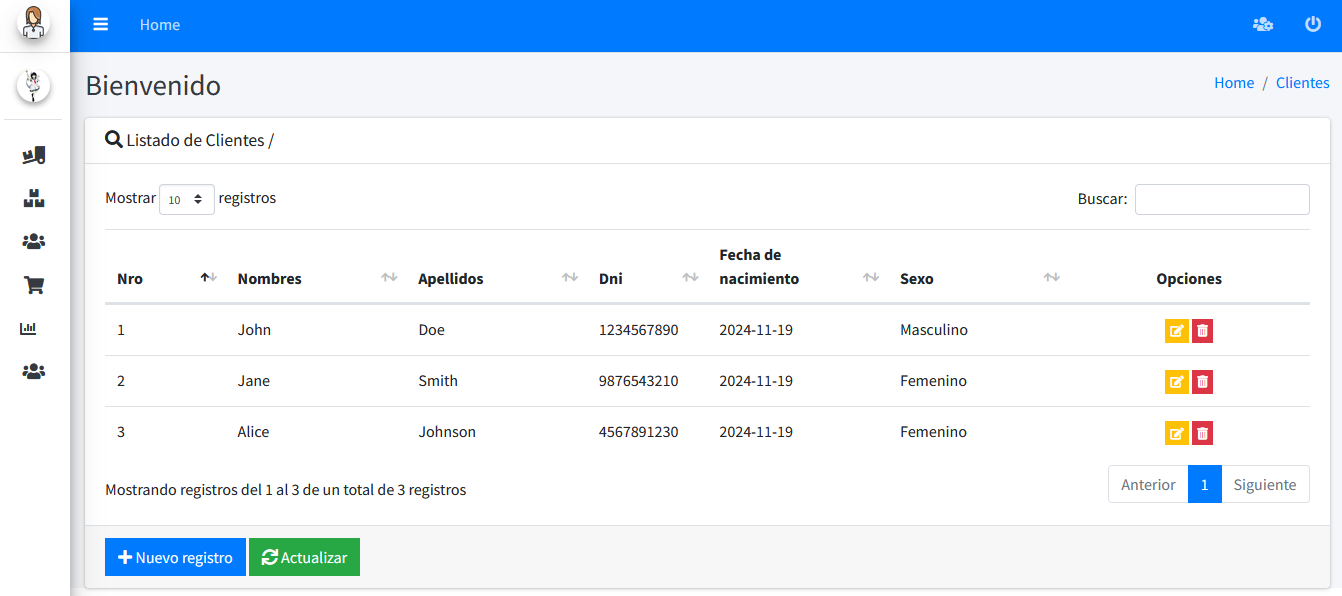 Home
Bienvenido
Home / Clientes
Listado de Clientes /
Mostrar 10 registros
Buscar:
Nro Nombres Apellidos Dni Fecha de nacimiento Sexo Opciones
1 John Doe 1234567890 2024-11-19 Masculino
2 Jane Smith 9876543210 2024-11-19 Femenino
3 Alice Johnson 4567891230 2024-11-19 Femenino
Mostrando registros del 1 al 3 de un total de 3 registros
Anterior 1 Siguiente
Nuevo registro Actualizar